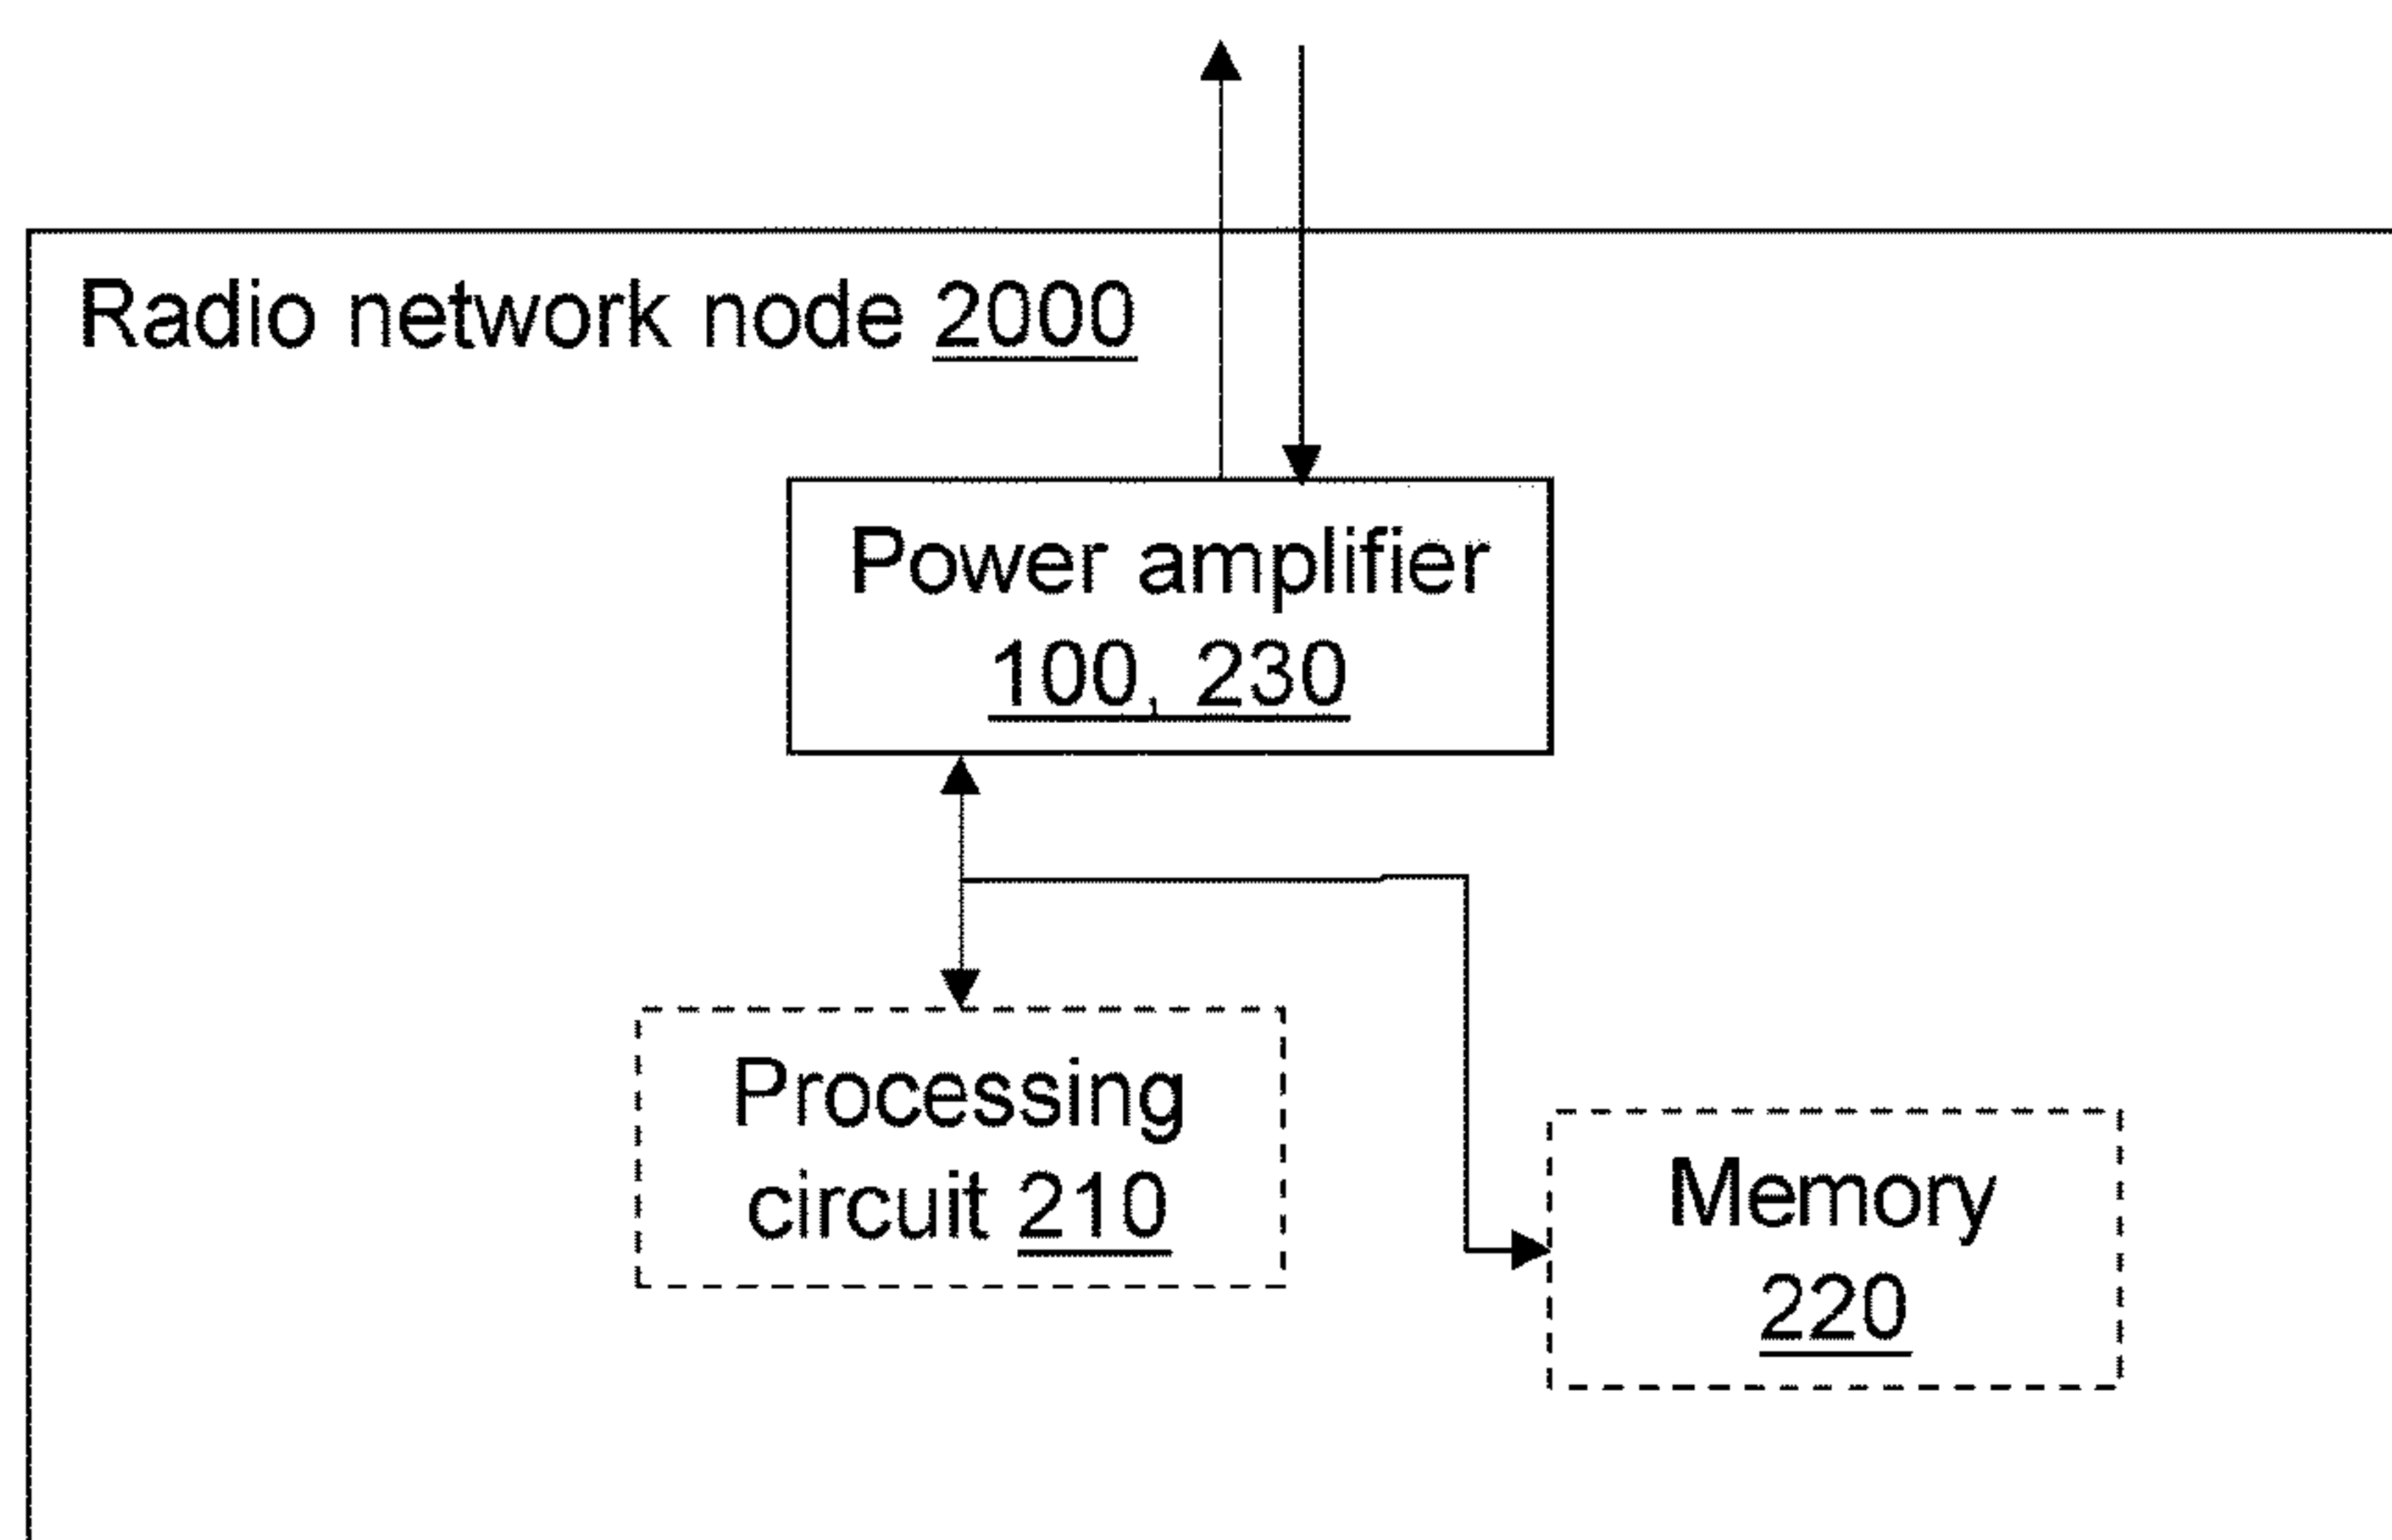 Radio network node 2000
Power amplifier
100, 230
Processing
circuit 210
Memory
220